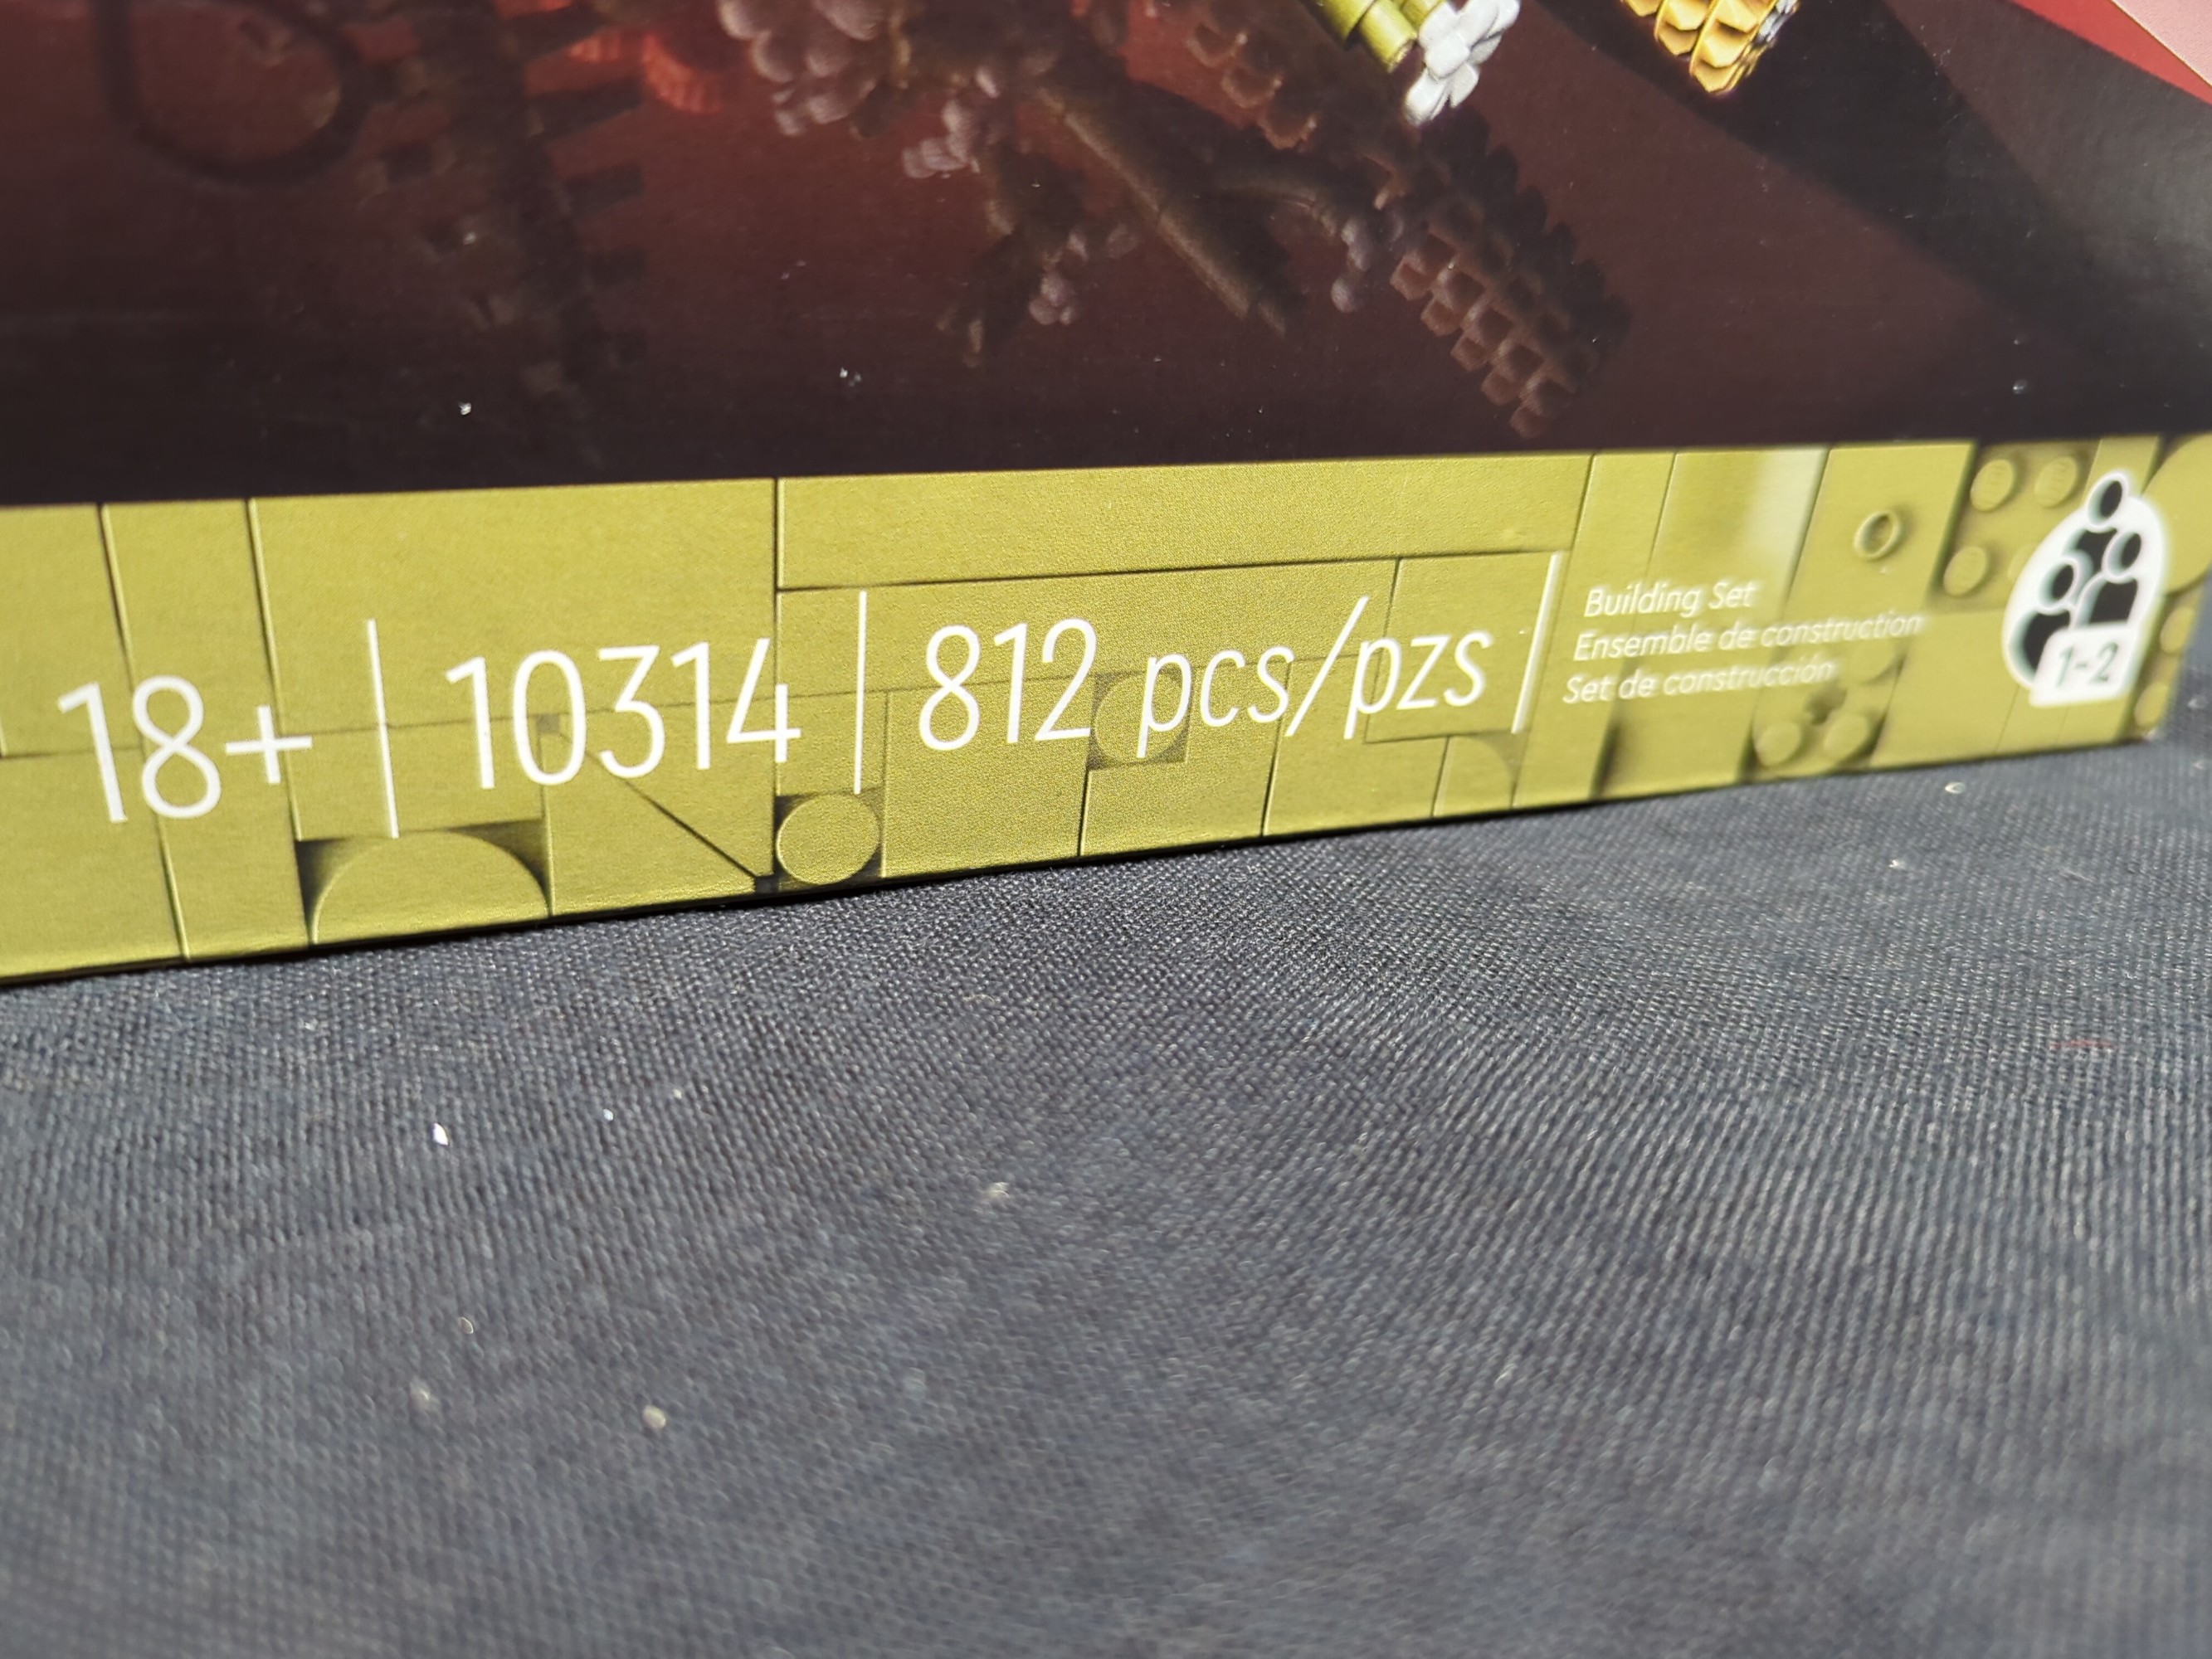 18+ | 10314 | 812 pcs/pzs
Building Set
Ensemble de construction
Set de construcción
1-2